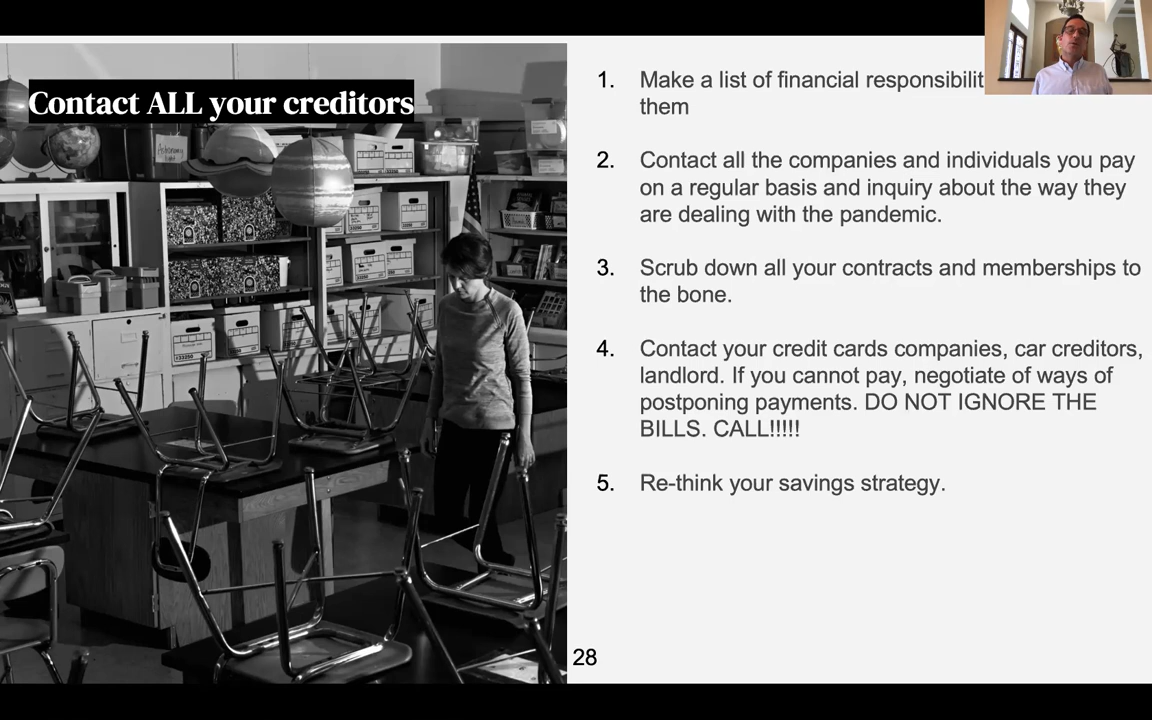 Contact ALL your creditors
Astronomy
1. Make a list of financial
them
2. Contact all the companies and individuals you pay
on a regular basis and inquiry about the way they
are dealing with the pandemic.
3. Scrub down all your contracts and memberships to
the bone.
4. Contact your credit cards companies, car creditors,
landlord. If you cannot pay, negotiate of ways of
postponing payments. DO NOT IGNORE THE
BILLS. CALL!!!!!
5. Re-think your savings strategy.
28